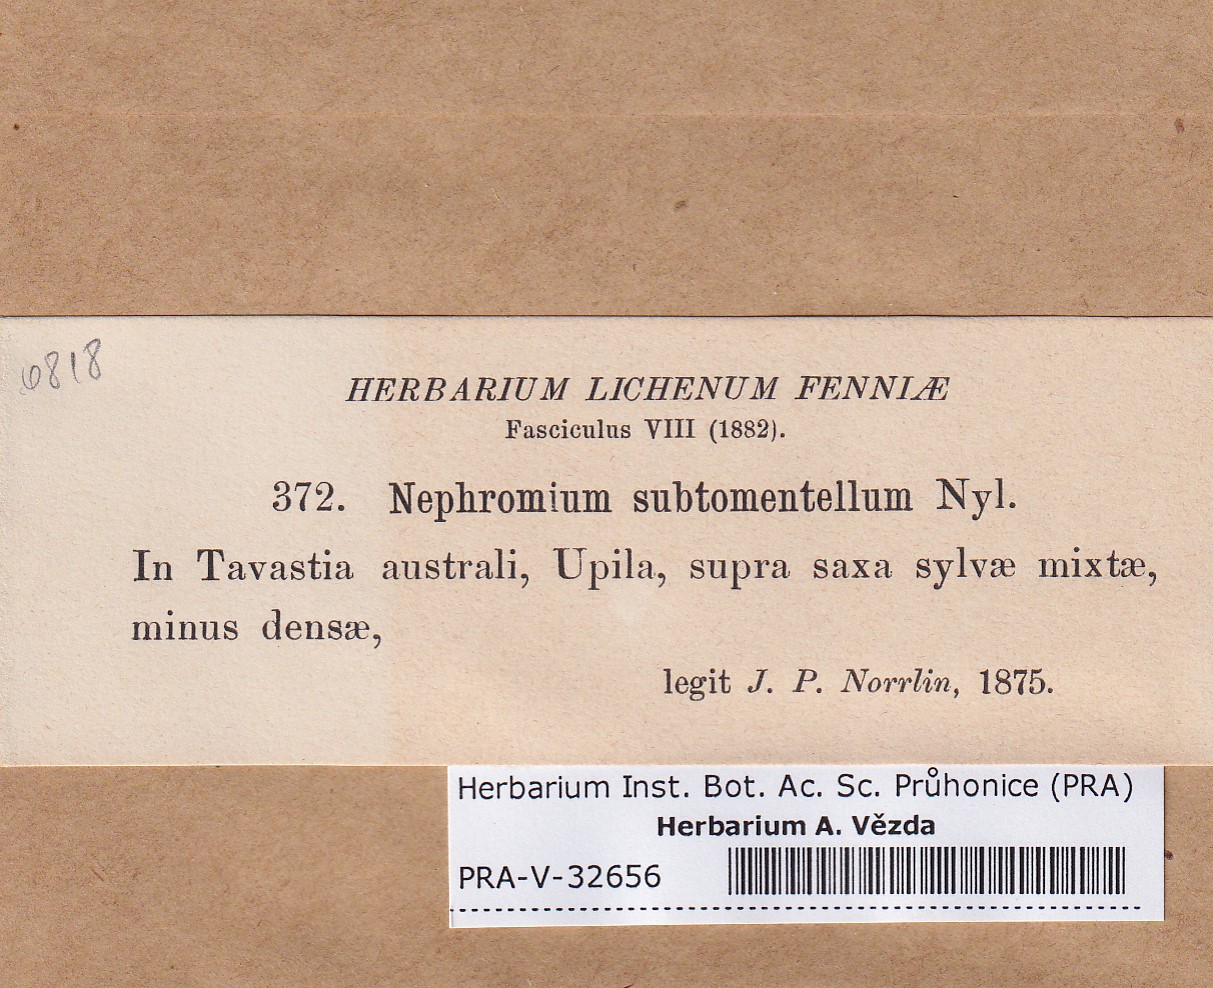 6818
HERBARIUM LICHENUM FENNIÆ
Fasciculus VIII (1882).
372. Nephromium subtomentellum Nyl.
In Tavastia australi, Upila, supra saxa sylvæ mixtæ,
minus densæ,
legit J. P. Norrlin, 1875.
Herbarium Inst. Bot. Ac. Sc. Průhonice (PRA)
Herbarium A. Vězda
PRA-V-32656